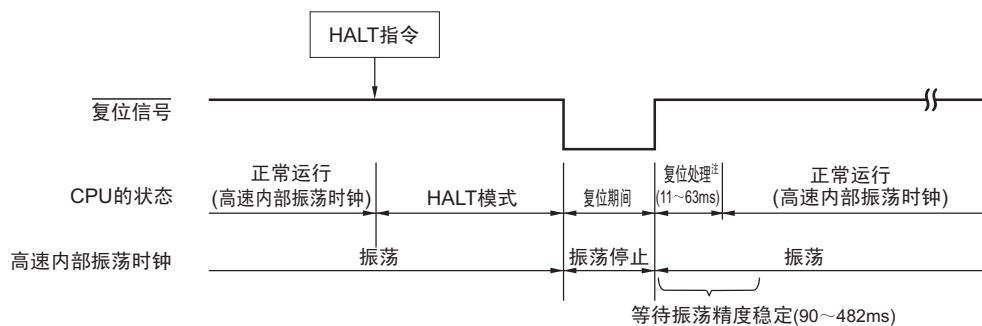 HALT指令
复位信号
正常运行
(高速内部振荡时钟)
HALT模式
复位期间
复位处理注
(11～63ms)
正常运行
(高速内部振荡时钟)
CPU的状态
高速内部振荡时钟
振荡
振荡停止
振荡
等待振荡精度稳定(90～482ms)